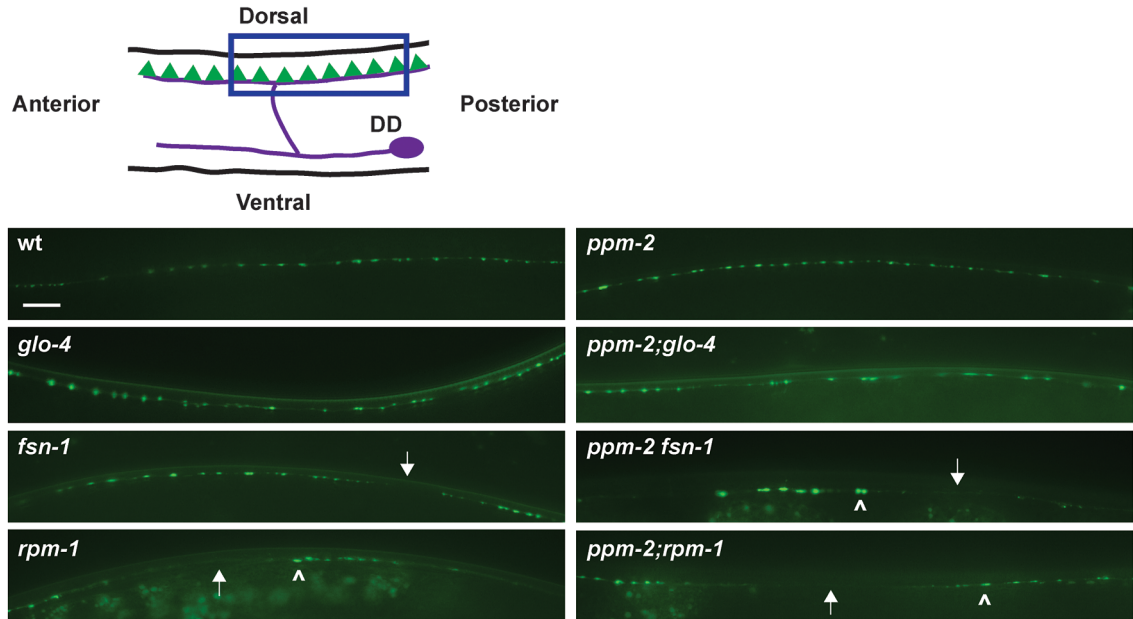 Dorsal
Anterior
Posterior
DD
Ventral
wt
ppm-2
glo-4
ppm-2;glo-4
fsn-1
ppm-2 fsn-1
^
rpm-1
^
ppm-2;rpm-1
^